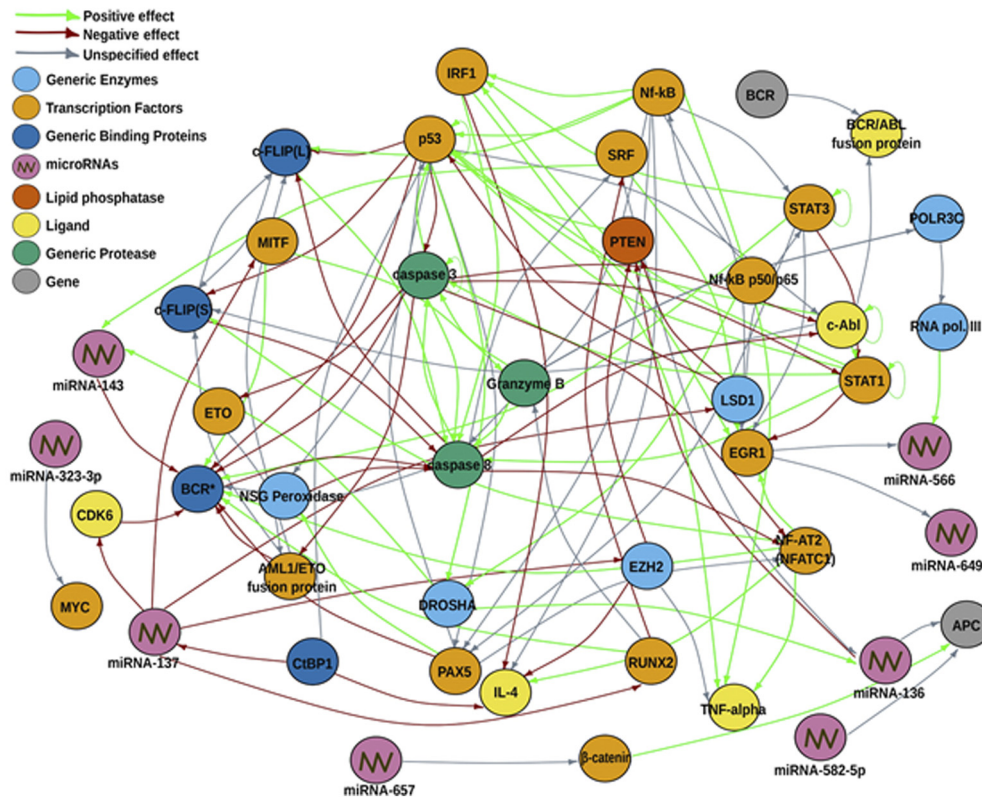 Positive effect
Negative effect
Unspecified effect
Generic Enzymes
Transcription Factors
Generic Binding Proteins
microRNAs
Lipid phosphatase
Ligand
Generic Protease
Gene
IRF1
Nf-kB
BCR
BCR/ABL
fusion protein
p53
c-FLIP(L)
SRF
STAT3
POLR3C
MITF
PTEN
caspase 3
Nf-kB p50/p65
c-FLIP(S)
c-Abl
RNA pol. III
miRNA-143
Granzyme B
STAT1
LSD1
ETO
miRNA-323-3p
EGR1
miRNA-566
caspase 8
BCR*
NSG Peroxidase
CDK6
miRNA-649
NF-AT2
(NFATC1)
AML1/ETO
fusion protein
EZH2
MYC
DROSHA
APC
miRNA-137
CtBP1
PAX5
RUNX2
IL-4
miRNA-136
TNF-alpha
miRNA-582-5p
miRNA-657
β-catenin